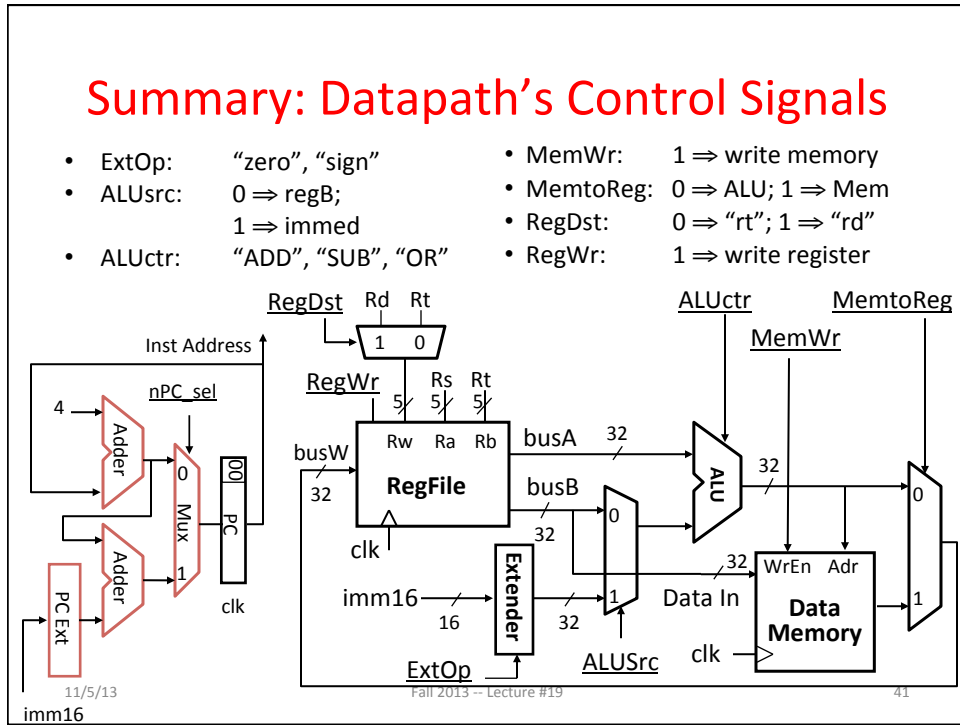 Summary: Datapath's Control Signals
• ExtOp: "zero", "sign"
• ALUsrc: 0 ⇒ regB;
1 ⇒ immed
• ALUctr: "ADD", "SUB", "OR"
• MemWr: 1 ⇒ write memory
• MemtoReg: 0 ⇒ ALU; 1 ⇒ Mem
• RegDst: 0 ⇒ "rt"; 1 ⇒ "rd"
• RegWr: 1 ⇒ write register
RegDst
Rd Rt
1 0
ALUctr
MemtoReg
MemWr
Inst Address
nPC_sel
4
Adder
Adder
Mux
0
1
00
PC
clk
PC Ext
imm16
RegWr
Rs Rt
5 5 5
Rw Ra Rb
RegFile
busW
32
clk
busA
32
busB
32
0
1
imm16
16
Extender
32
ExtOp
ALUSrc
ALU
32
32
Data In
WrEn Adr
Data
Memory
clk
0
1
11/5/13
Fall 2013 -- Lecture #19
41